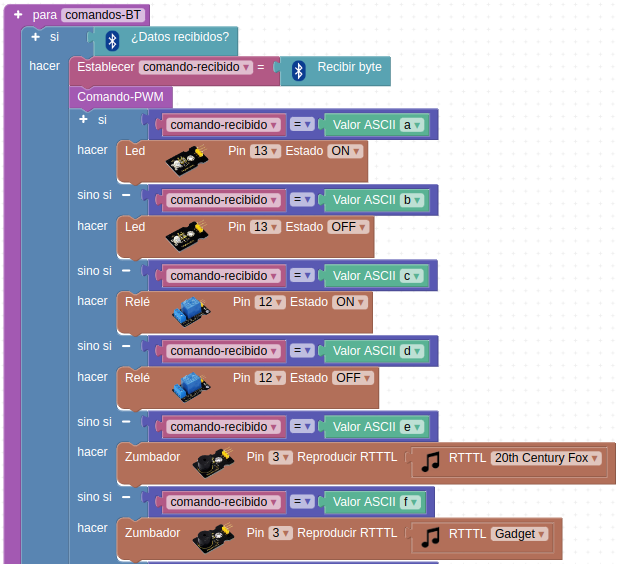 + para comandos-BT
+ si ¿Datos recibidos?
hacer Establecer comando-recibido = Recibir byte
Comando-PWM
+ si comando-recibido = Valor ASCII a
hacer Led Pin 13 Estado ON
sino si − comando-recibido = Valor ASCII b
hacer Led Pin 13 Estado OFF
sino si − comando-recibido = Valor ASCII c
hacer Relé Pin 12 Estado ON
sino si − comando-recibido = Valor ASCII d
hacer Relé Pin 12 Estado OFF
sino si − comando-recibido = Valor ASCII e
hacer Zumbador Pin 3 Reproducir RTTTL RTTTL 20th Century Fox
sino si − comando-recibido = Valor ASCII f
hacer Zumbador Pin 3 Reproducir RTTTL RTTTL Gadget